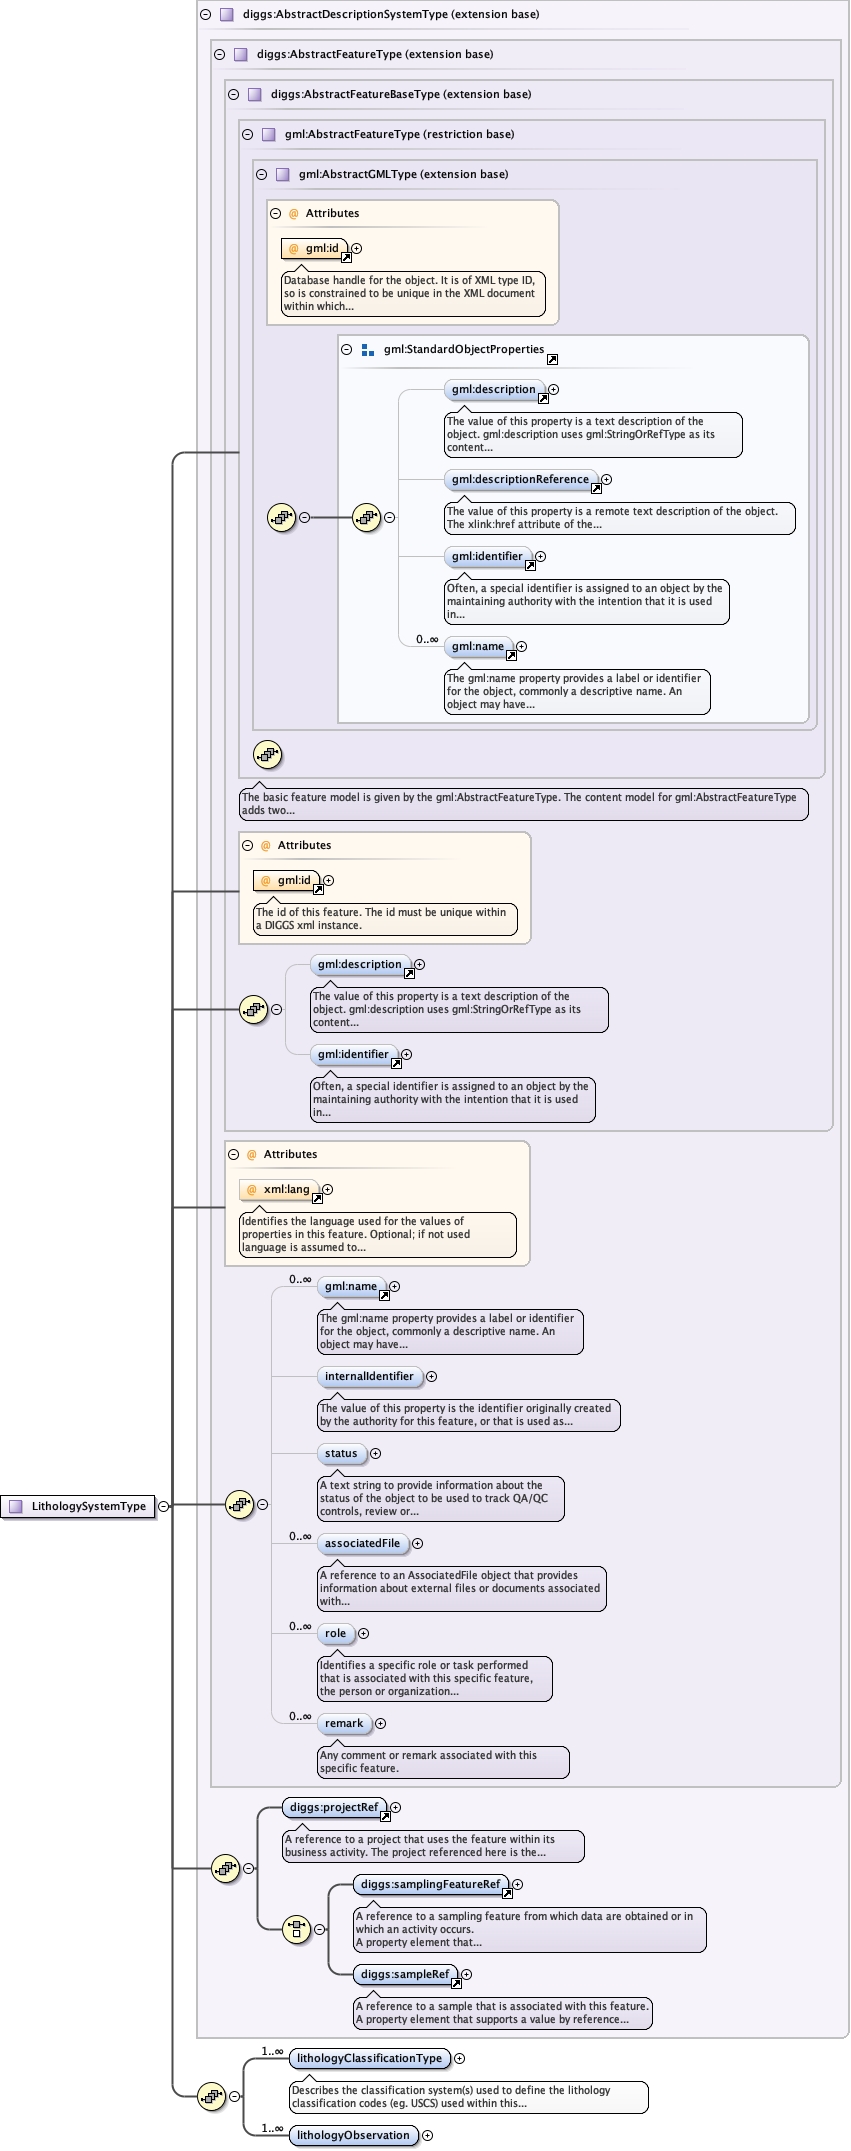 diggs:AbstractDescriptionSystemType (extension base)
diggs:AbstractFeatureType (extension base)
diggs:AbstractFeatureBaseType (extension base)
gml:AbstractFeatureType (restriction base)
gml:AbstractGMLType (extension base)
@ Attributes
@ gml:id
Database handle for the object. It is of XML type ID,
so is constrained to be unique in the XML document
within which...
gml:StandardObjectProperties
gml:description
The value of this property is a text description of the
object. gml:description uses gml:StringOrRefType as its
content...
gml:descriptionReference
The value of this property is a remote text description of the object.
The xlink:href attribute of the...
gml:identifier
Often, a special identifier is assigned to an object by the
maintaining authority with the intention that it is used
in...
0..∞
gml:name
The gml:name property provides a label or identifier
for the object, commonly a descriptive name. An
object may have...
The basic feature model is given by the gml:AbstractFeatureType. The content model for gml:AbstractFeatureType
adds two...
@ Attributes
@ gml:id
The id of this feature. The id must be unique within
a DIGGS xml instance.
gml:description
The value of this property is a text description of the
object. gml:description uses gml:StringOrRefType as its
content...
gml:identifier
Often, a special identifier is assigned to an object by the
maintaining authority with the intention that it is used
in...
@ Attributes
@ xml:lang
Identifies the language used for the values of
properties in this feature. Optional; if not used
language is assumed to...
0..∞
gml:name
The gml:name property provides a label or identifier
for the object, commonly a descriptive name. An
object may have...
internalIdentifier
The value of this property is the identifier originally created
by the authority for this feature, or that is used as...
status
A text string to provide information about the
status of the object to be used to track QA/QC
controls, review or...
LithologySystemType
0..∞
associatedFile
A reference to an AssociatedFile object that provides
information about external files or documents associated
with...
0..∞
role
Identifies a specific role or task performed
that is associated with this specific feature,
the person or organization...
0..∞
remark
Any comment or remark associated with this
specific feature.
diggs:projectRef
A reference to a project that uses the feature within its
business activity. The project referenced here is the...
diggs:samplingFeatureRef
A reference to a sampling feature from which data are obtained or in
which an activity occurs.
A property element that...
diggs:sampleRef
A reference to a sample that is associated with this feature.
A property element that supports a value by reference...
1..∞
lithologyClassificationType
Describes the classification system(s) used to define the lithology
classification codes (eg. USCS) used within this...
1..∞
lithologyObservation